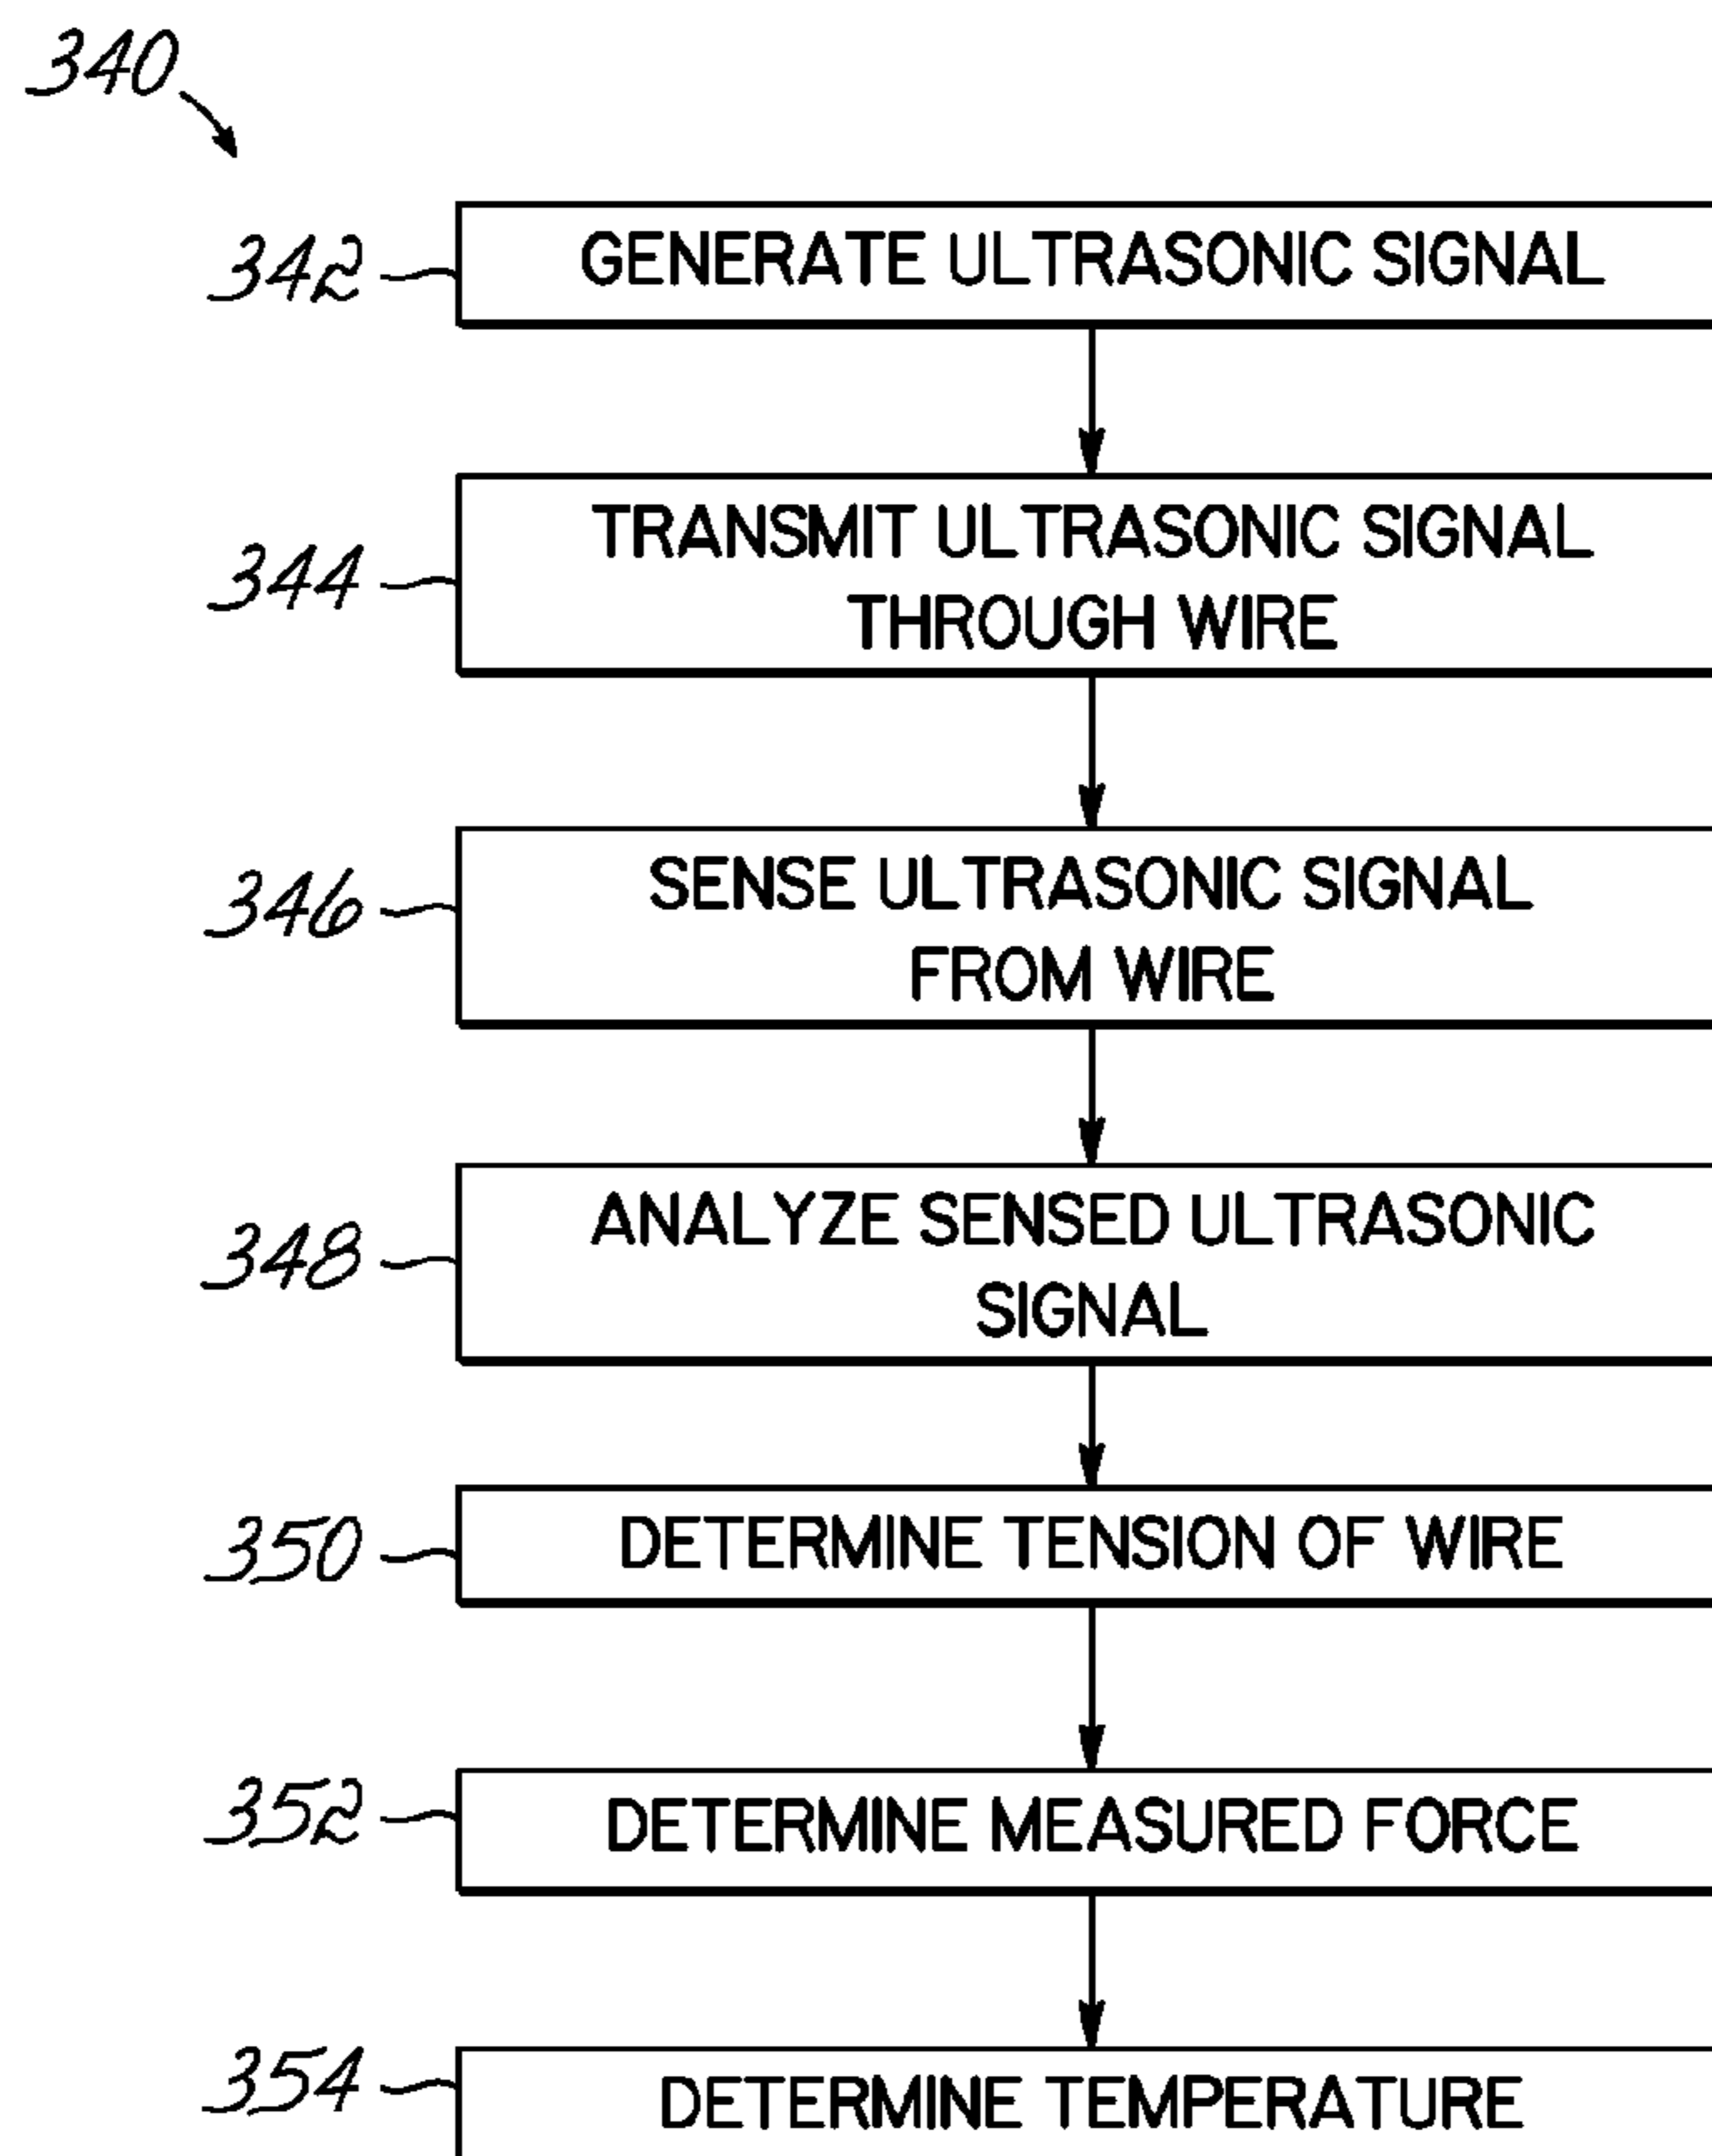 340
342
GENERATE ULTRASONIC SIGNAL
344
TRANSMIT ULTRASONIC SIGNAL
THROUGH WIRE
346
SENSE ULTRASONIC SIGNAL
FROM WIRE
348
ANALYZE SENSED ULTRASONIC
SIGNAL
350
DETERMINE TENSION OF WIRE
352
DETERMINE MEASURED FORCE
354
DETERMINE TEMPERATURE